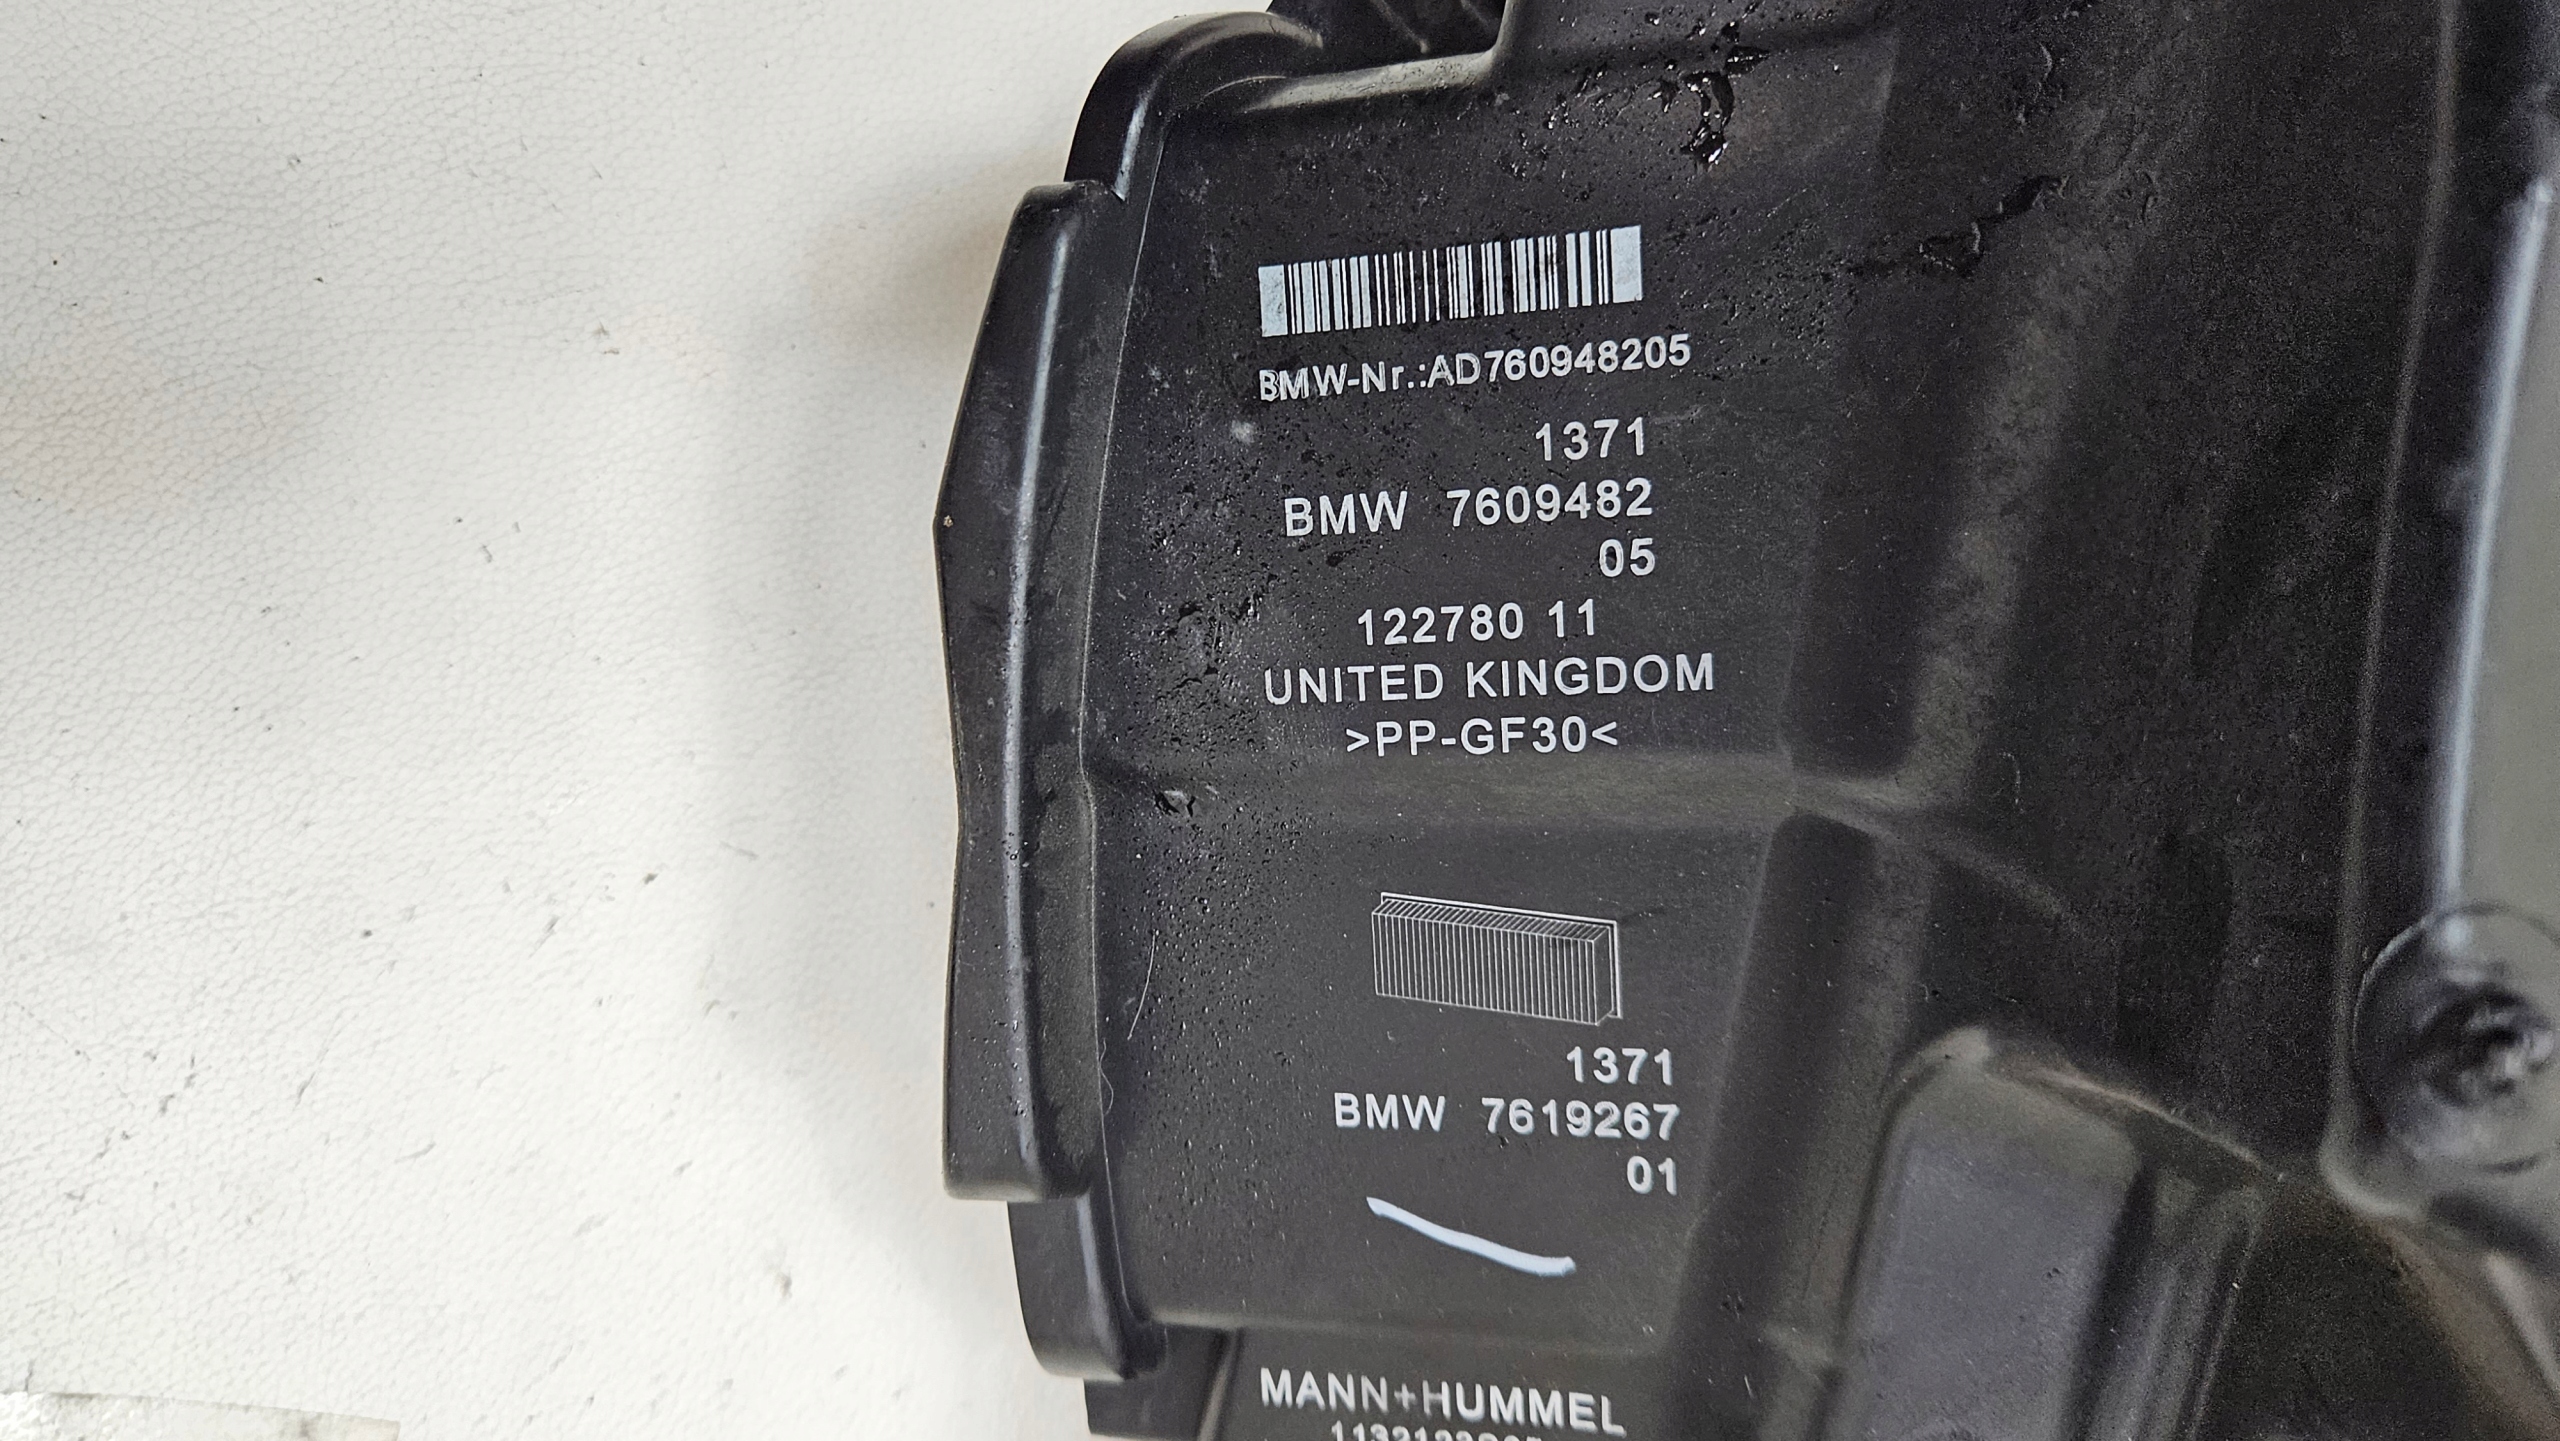 BMW-Nr.:AD760948205
1371
BMW 7609482
05
122780 11
UNITED KINGDOM
>PP-GF30<
1371
BMW 7619267
01
MANN+HUMMEL